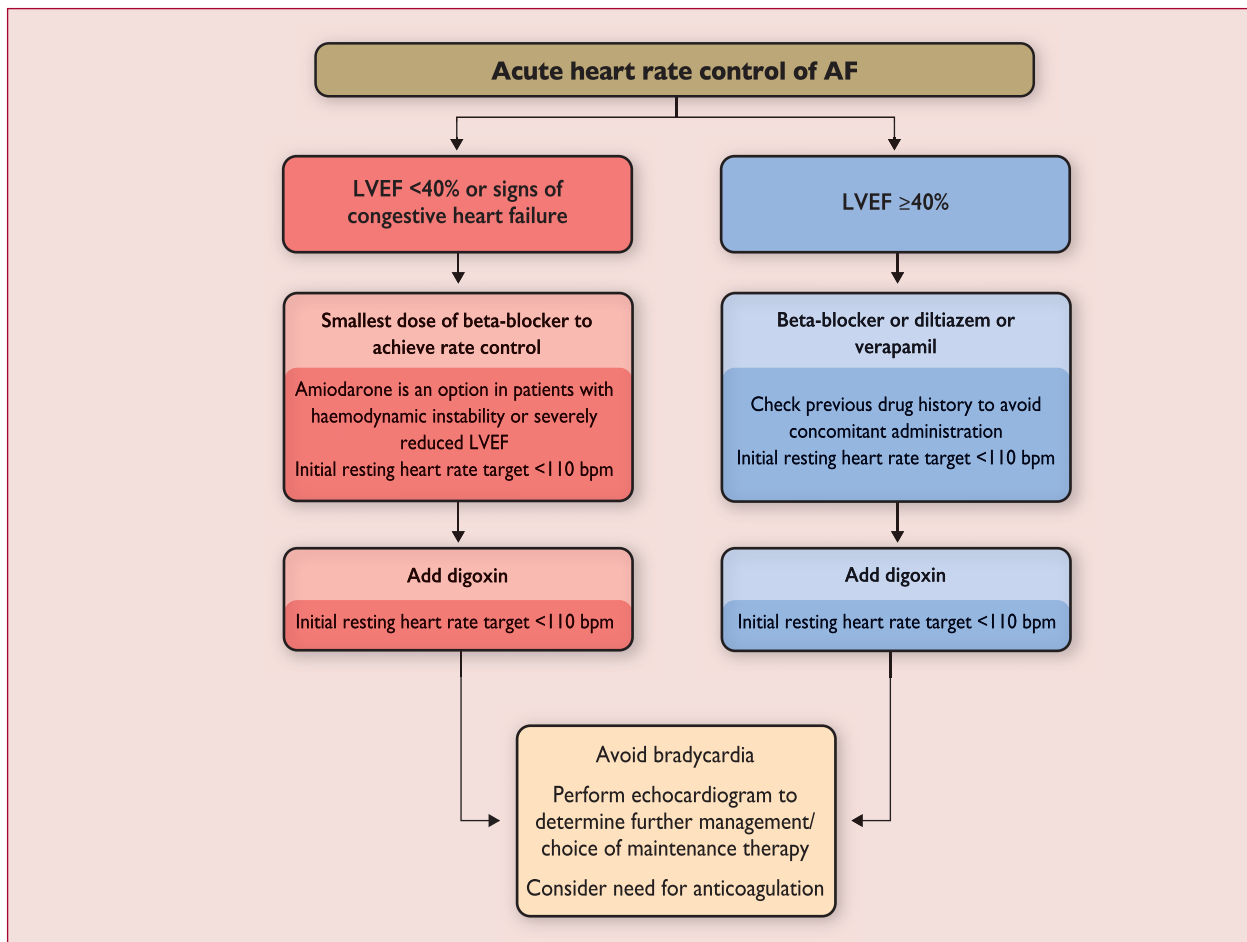 Acute heart rate control of AF
LVEF <40% or signs of
congestive heart failure
LVEF ≥40%
Smallest dose of beta-blocker to
achieve rate control
Amiodarone is an option in patients with
haemodynamic instability or severely
reduced LVEF
Initial resting heart rate target <110 bpm
Beta-blocker or diltiazem or
verapamil
Check previous drug history to avoid
concomitant administration
Initial resting heart rate target <110 bpm
Add digoxin
Initial resting heart rate target <110 bpm
Add digoxin
Initial resting heart rate target <110 bpm
Avoid bradycardia
Perform echocardiogram to
determine further management/
choice of maintenance therapy
Consider need for anticoagulation